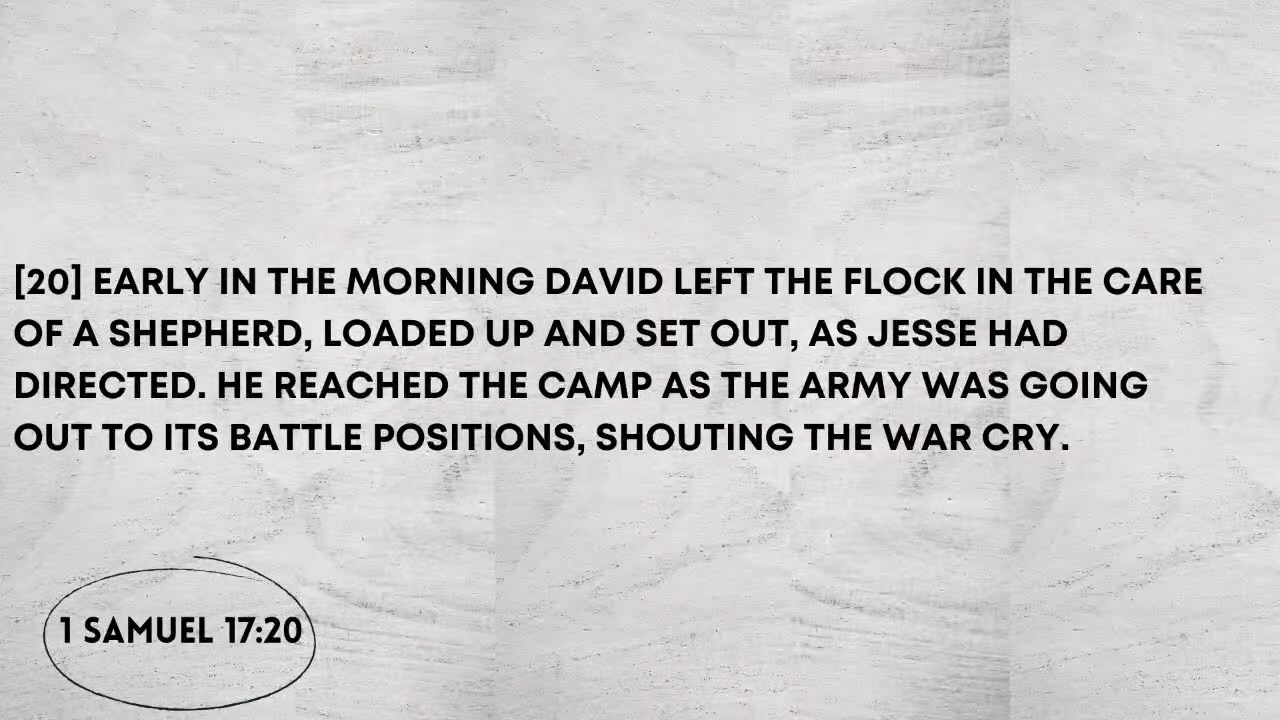 [20] EARLY IN THE MORNING DAVID LEFT THE FLOCK IN THE CARE
OF A SHEPHERD, LOADED UP AND SET OUT, AS JESSE HAD
DIRECTED. HE REACHED THE CAMP AS THE ARMY WAS GOING
OUT TO ITS BATTLE POSITIONS, SHOUTING THE WAR CRY.
1 SAMUEL 17:20